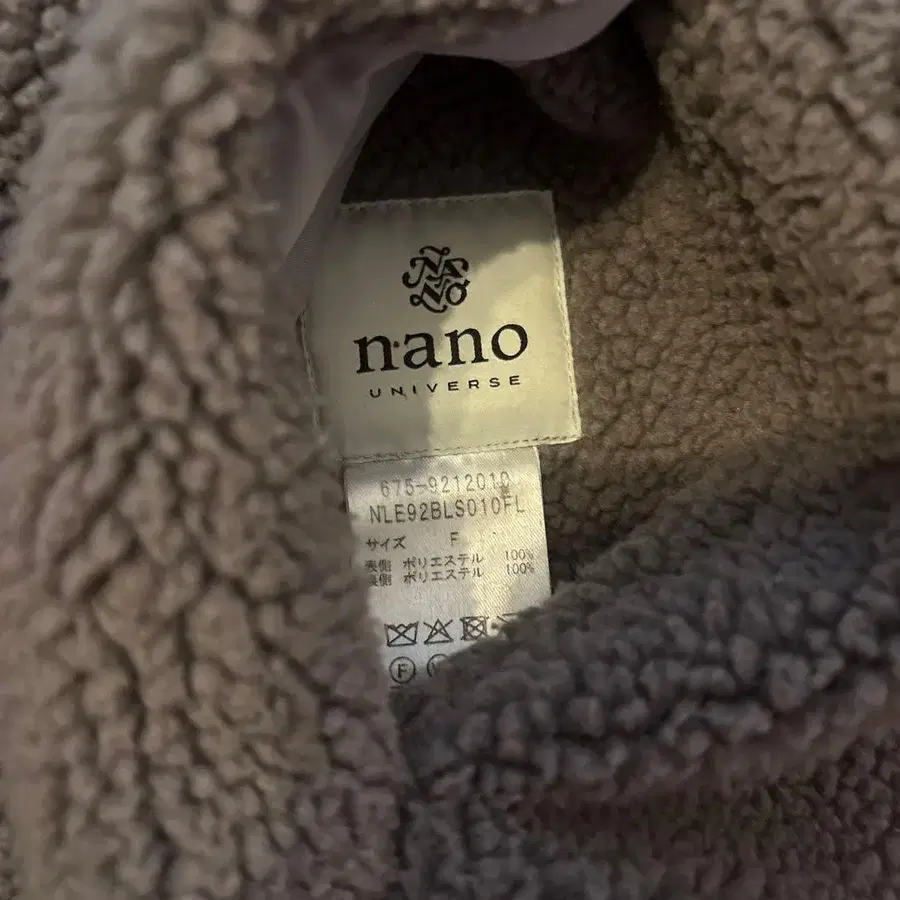 nano
UNIVERSE
675-9212010
NLE92BLS010FL
サイズ F
表側 ポリエステル 100%
裏側 ポリエステル 100%
F